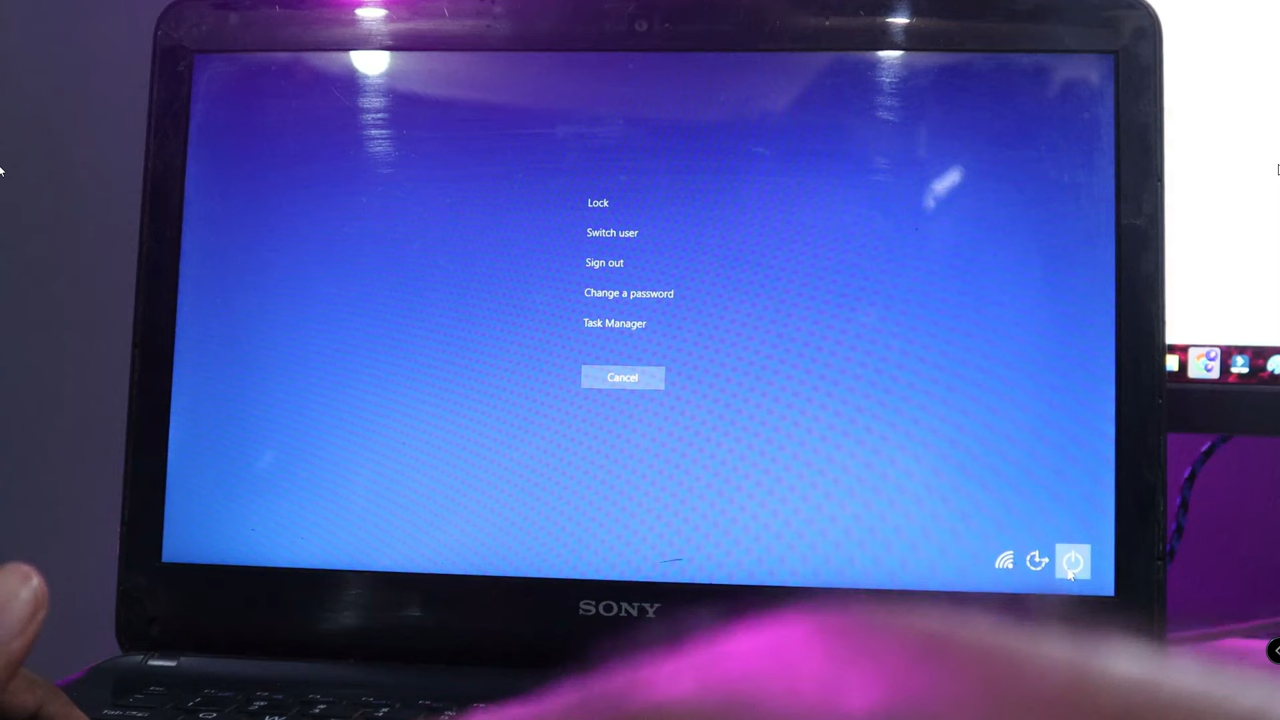 Lock
Switch user
Sign out
Change a password
Task Manager
Cancel
SONY